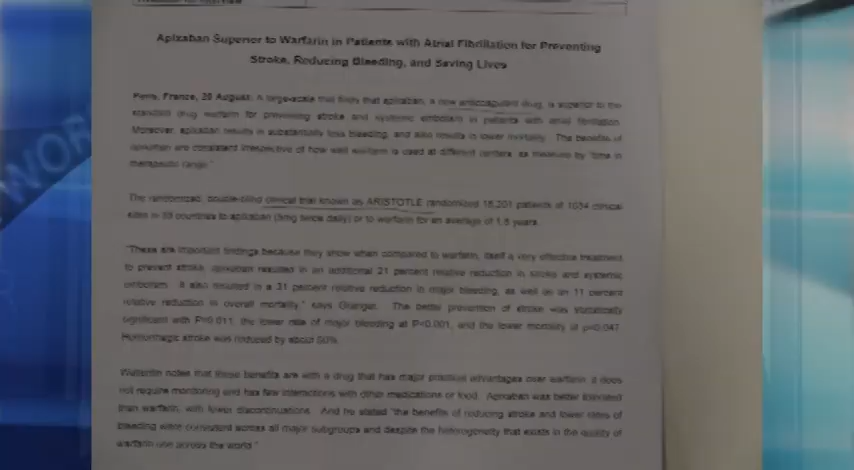 Apixaban Superior to Warfarin in Patients with Atrial Fibrillation for Preventing
Stroke, Reducing Bleeding, and Saving Lives
Paris, France, 28 August: A large-scale trial finds that apixaban, a new anticoagulant drug, is superior to the
standard drug warfarin for preventing stroke and systemic embolism in patients with atrial fibrillation.
Moreover, apixaban results in substantially less bleeding, and also results in lower mortality. The benefits of
apixaban are consistent irrespective of how well warfarin is used at different centers, as measure by "time in
therapeutic range."
The randomized, double-blind clinical trial known as ARISTOTLE randomized 18,201 patients at 1034 clinical
sites in 39 countries to apixaban (5mg twice daily) or to warfarin for an average of 1.8 years.
"These are important findings because they show when compared to warfarin, itself a very effective treatment
to prevent stroke, apixaban resulted in an additional 21 percent relative reduction in stroke and systemic
embolism. It also resulted in a 31 percent relative reduction in major bleeding, as well as an 11 percent
relative reduction in overall mortality," says Granger. The better prevention of stroke was statistically
significant with P=0.011, the lower rate of major bleeding at P<0.001, and the lower mortality at p=0.047.
Hemorrhagic stroke was reduced by about 50%.
Wallentin notes that these benefits are with a drug that has major practical advantages over warfarin: it does
not require monitoring and has few interactions with other medications or food. Apixaban was better tolerated
than warfarin, with fewer discontinuations. And he stated "the benefits of reducing stroke and lower rates of
bleeding were consistent across all major subgroups and despite the heterogeneity that exists in the quality of
warfarin use across the world."